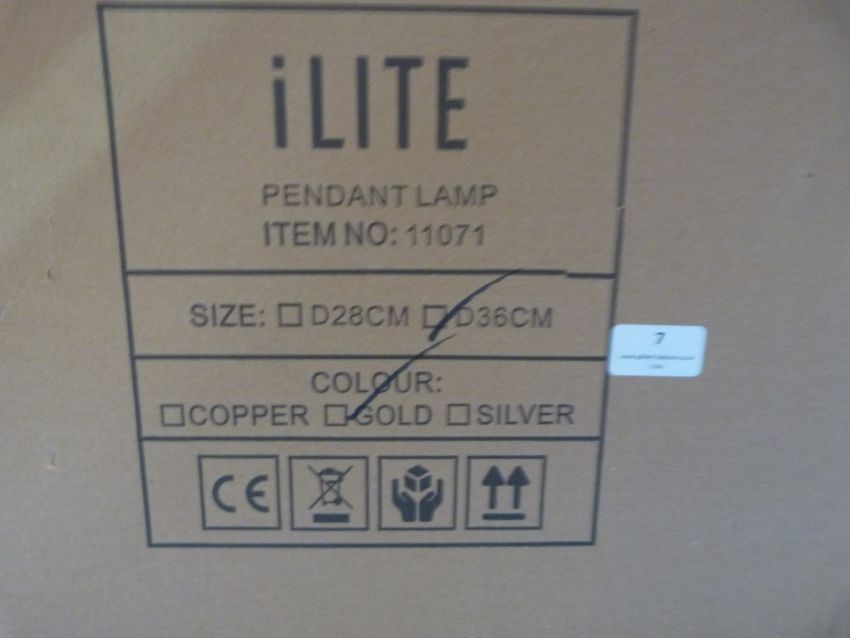 iLITE
PENDANT LAMP
ITEM NO: 11071
SIZE: ☐ D28CM ☑ D36CM
COLOUR:
☐ COPPER ☑ GOLD ☐ SILVER
CE
7